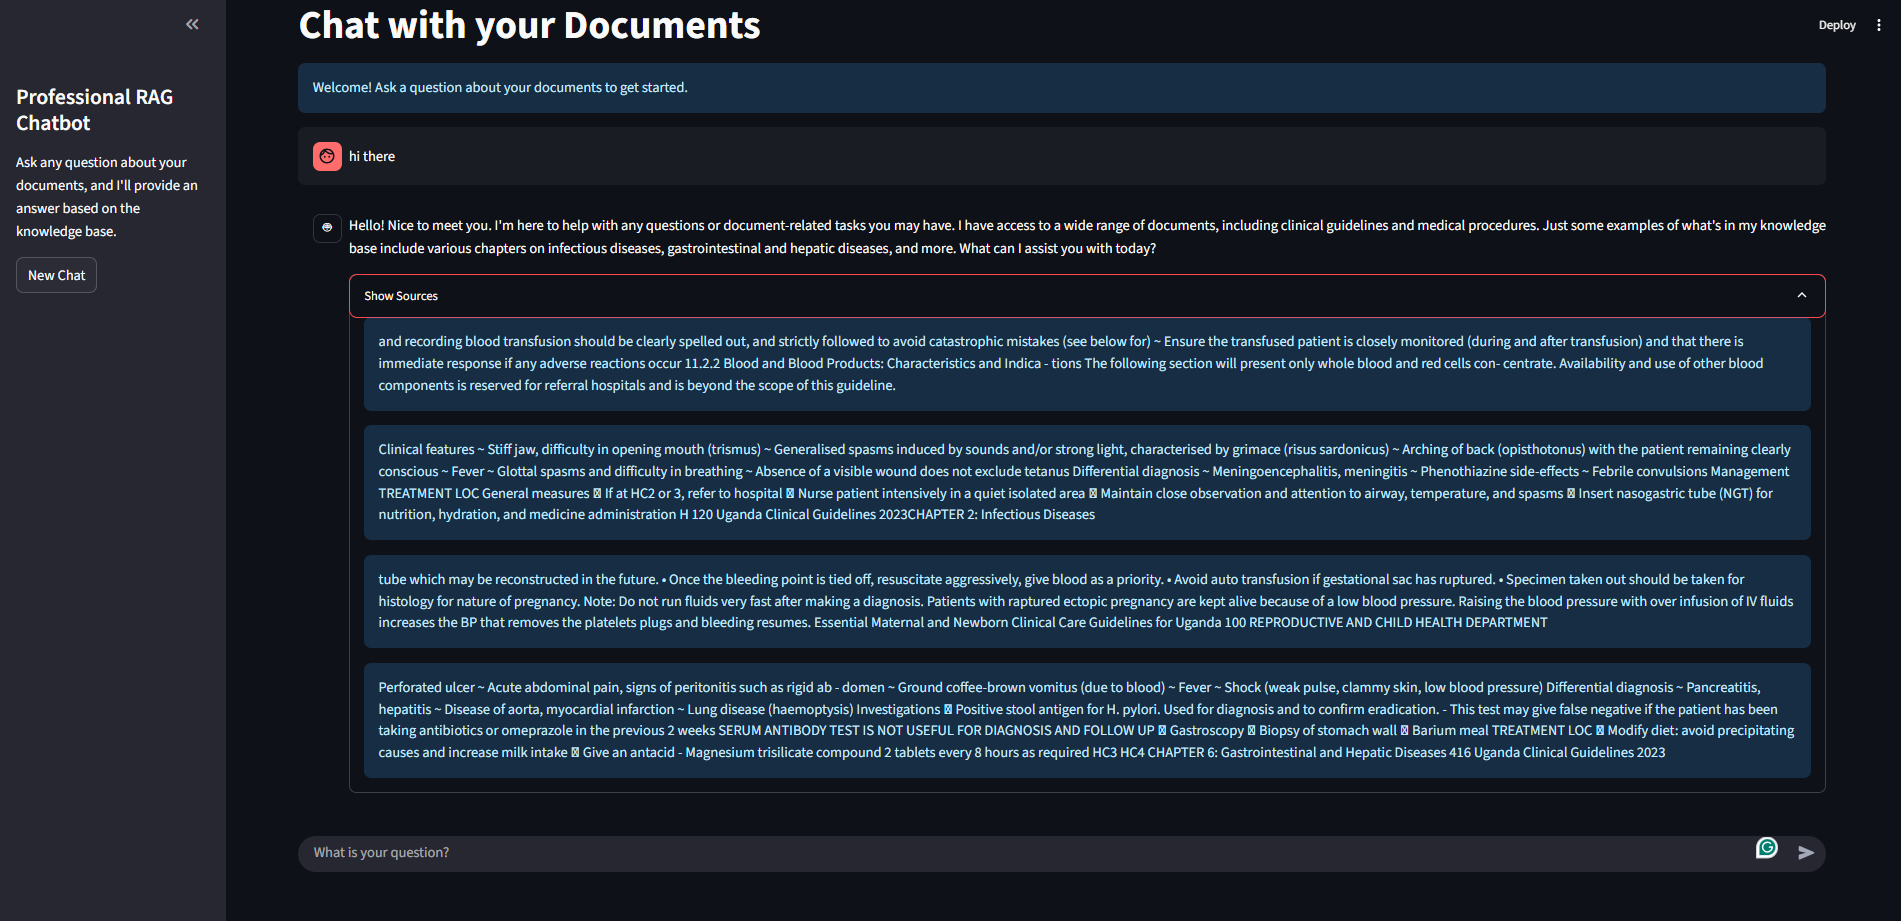 Chat with your Documents
Deploy
Professional RAG
Chatbot
Ask any question about your
documents, and I'll provide an
answer based on the
knowledge base.
New Chat
Welcome! Ask a question about your documents to get started.
hi there
Hello! Nice to meet you. I'm here to help with any questions or document-related tasks you may have. I have access to a wide range of documents, including clinical guidelines and medical procedures. Just some examples of what's in my knowledge
base include various chapters on infectious diseases, gastrointestinal and hepatic diseases, and more. What can I assist you with today?
Show Sources
and recording blood transfusion should be clearly spelled out, and strictly followed to avoid catastrophic mistakes (see below for) ~ Ensure the transfused patient is closely monitored (during and after transfusion) and that there is
immediate response if any adverse reactions occur 11.2.2 Blood and Blood Products: Characteristics and Indica - tions The following section will present only whole blood and red cells con- centrate. Availability and use of other blood
components is reserved for referral hospitals and is beyond the scope of this guideline.
Clinical features ~ Stiff jaw, difficulty in opening mouth (trismus) ~ Generalised spasms induced by sounds and/or strong light, characterised by grimace (risus sardonicus) ~ Arching of back (opisthotonus) with the patient remaining clearly
conscious ~ Fever ~ Glottal spasms and difficulty in breathing ~ Absence of a visible wound does not exclude tetanus Differential diagnosis ~ Meningoencephalitis, meningitis ~ Phenothiazine side-effects ~ Febrile convulsions Management
TREATMENT LOC General measures If at HC2 or 3, refer to hospital Nurse patient intensively in a quiet isolated area Maintain close observation and attention to airway, temperature, and spasms Insert nasogastric tube (NGT) for
nutrition, hydration, and medicine administration H 120 Uganda Clinical Guidelines 2023CHAPTER 2: Infectious Diseases
tube which may be reconstructed in the future. • Once the bleeding point is tied off, resuscitate aggressively, give blood as a priority. • Avoid auto transfusion if gestational sac has ruptured. • Specimen taken out should be taken for
histology for nature of pregnancy. Note: Do not run fluids very fast after making a diagnosis. Patients with raptured ectopic pregnancy are kept alive because of a low blood pressure. Raising the blood pressure with over infusion of IV fluids
increases the BP that removes the platelets plugs and bleeding resumes. Essential Maternal and Newborn Clinical Care Guidelines for Uganda 100 REPRODUCTIVE AND CHILD HEALTH DEPARTMENT
Perforated ulcer ~ Acute abdominal pain, signs of peritonitis such as rigid ab - domen ~ Ground coffee-brown vomitus (due to blood) ~ Fever ~ Shock (weak pulse, clammy skin, low blood pressure) Differential diagnosis ~ Pancreatitis,
hepatitis ~ Disease of aorta, myocardial infarction ~ Lung disease (haemoptysis) Investigations Positive stool antigen for H. pylori. Used for diagnosis and to confirm eradication. - This test may give false negative if the patient has been
taking antibiotics or omeprazole in the previous 2 weeks SERUM ANTIBODY TEST IS NOT USEFUL FOR DIAGNOSIS AND FOLLOW UP Gastroscopy Biopsy of stomach wall Barium meal TREATMENT LOC Modify diet: avoid precipitating
causes and increase milk intake Give an antacid - Magnesium trisilicate compound 2 tablets every 8 hours as required HC3 HC4 CHAPTER 6: Gastrointestinal and Hepatic Diseases 416 Uganda Clinical Guidelines 2023
What is your question?